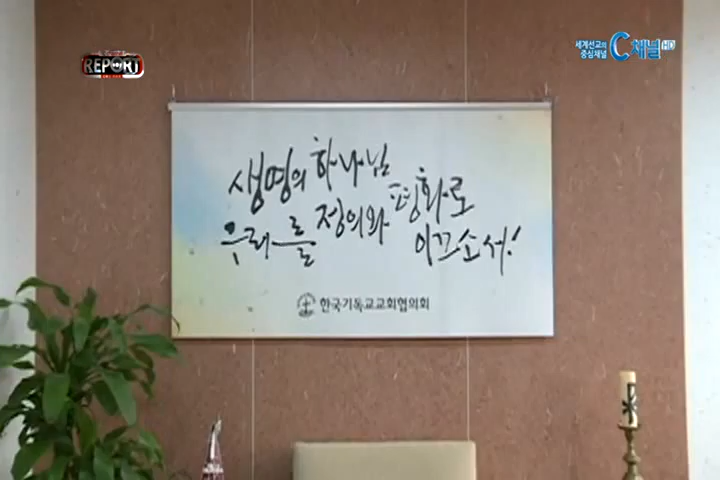 REPORT
세계선교의
중심채널
C채널 HD
생명의 하나님
우리를 정의와 평화로
이끄소서!
한국기독교교회협의회